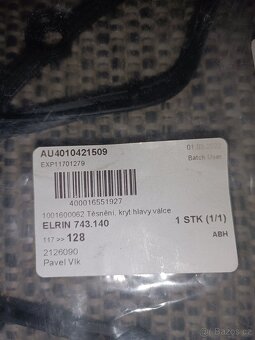 AU4010421509
EXP11701279
Batch User
400016551927
1001600062 Těsnění, kryt hlavy válce
ELRIN 743.140
1 STK (1/1)
117 >> 128
ABH
2126090
Pavel Vlk